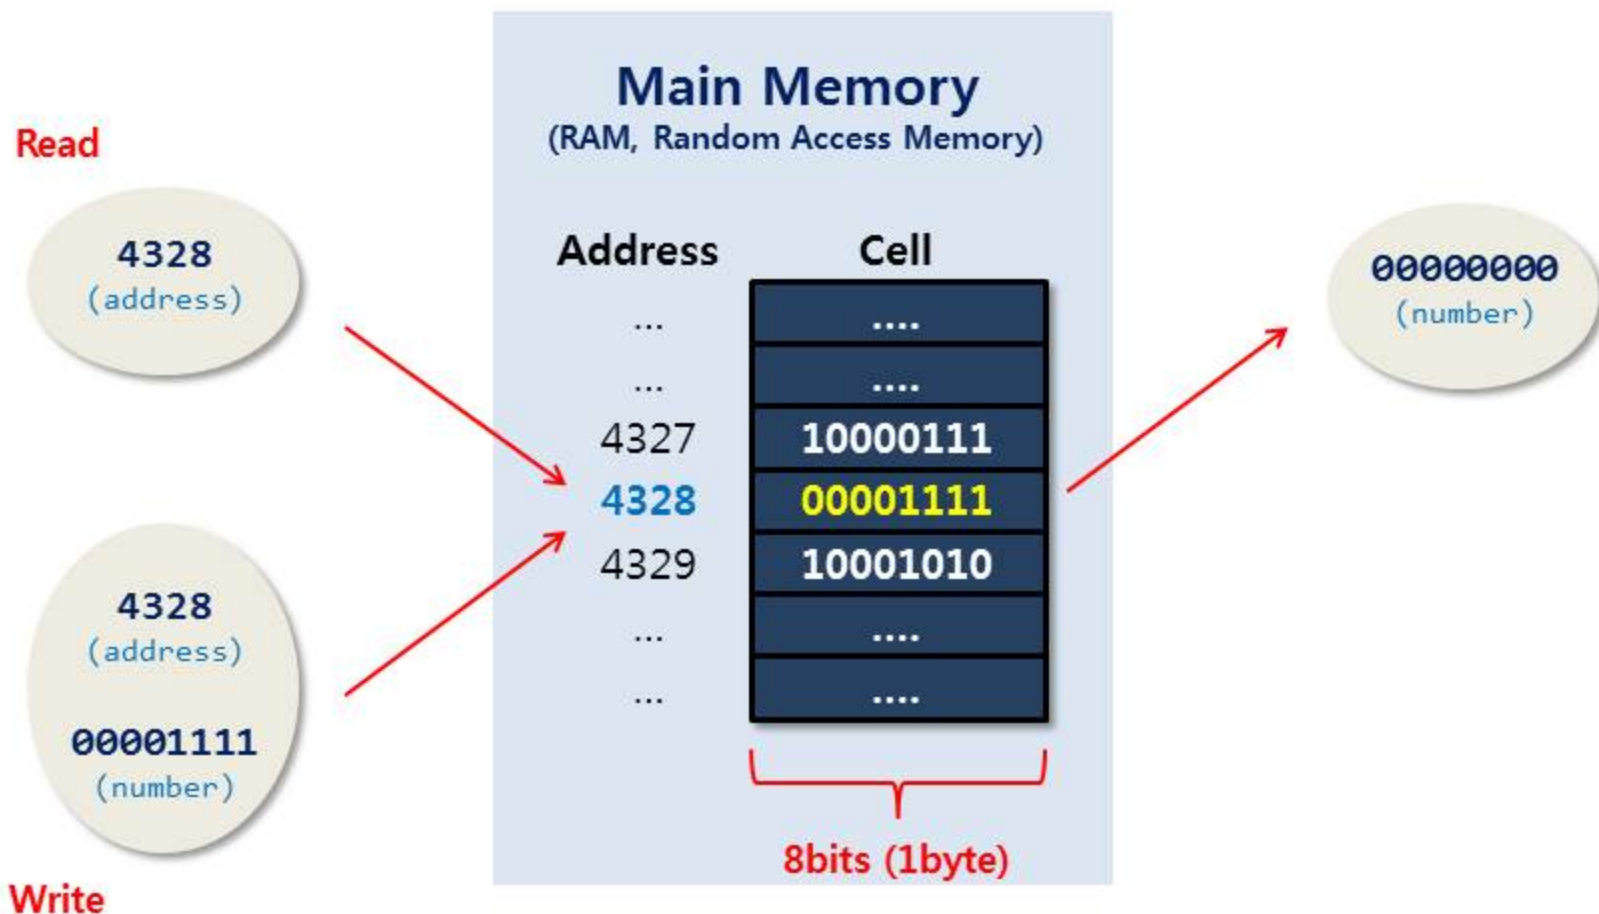 Main Memory
(RAM, Random Access Memory)
Read
4328
(address)
Address Cell
... ....
... ....
4327 10000111
4328 00001111
4329 10001010
... ....
... ....
00000000
(number)
4328
(address)
00001111
(number)
Write
8bits (1byte)